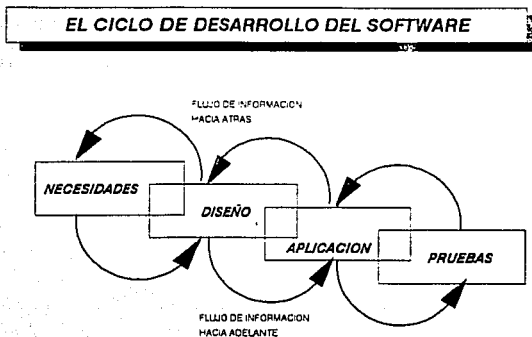 EL CICLO DE DESARROLLO DEL SOFTWARE
FLUJO DE INFORMACION
HACIA ATRAS
NECESIDADES
DISEÑO
APLICACION
PRUEBAS
FLUJO DE INFORMACION
HACIA ADELANTE